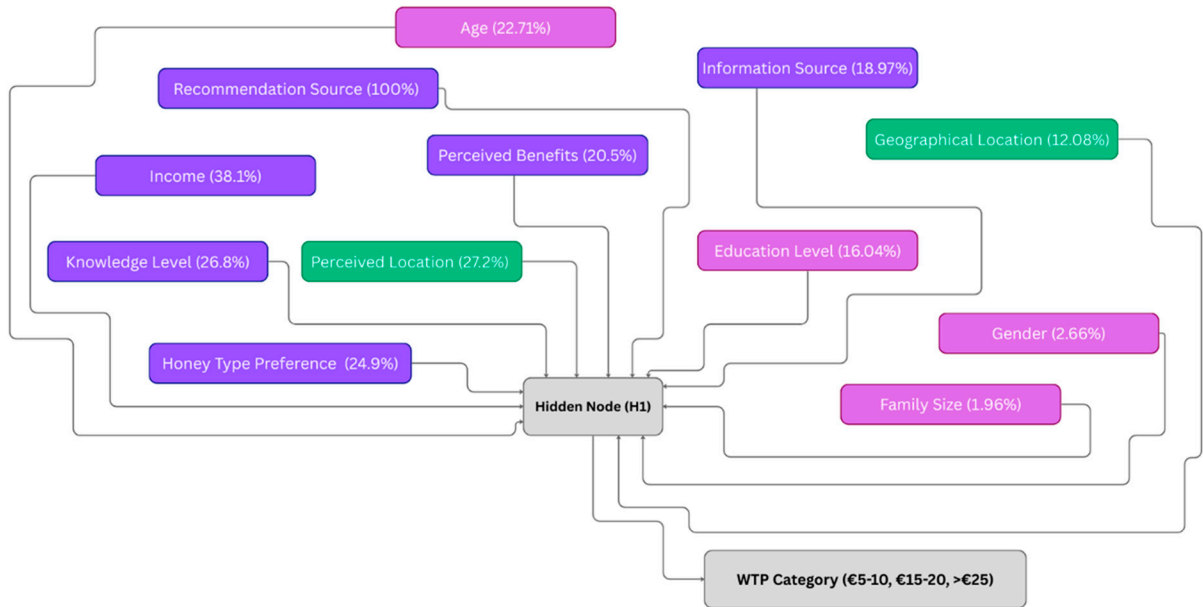 Age (22.71%)
Information Source (18.97%)
Recommendation Source (100%)
Geographical Location (12.08%)
Perceived Benefits (20.5%)
Income (38.1%)
Education Level (16.04%)
Knowledge Level (26.8%)
Perceived Location (27.2%)
Gender (2.66%)
Honey Type Preference (24.9%)
Family Size (1.96%)
Hidden Node (H1)
WTP Category (€5-10, €15-20, >€25)